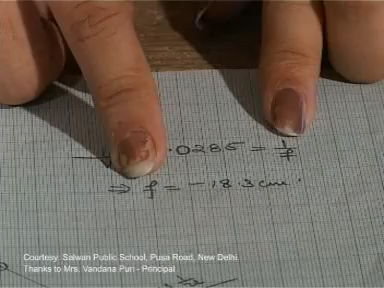 .0285 = 1/f
⇒ f = -18.3 cm.
Courtesy: Salwan Public School, Pusa Road, New Delhi
Thanks to Mrs. Vandana Puri - Principal